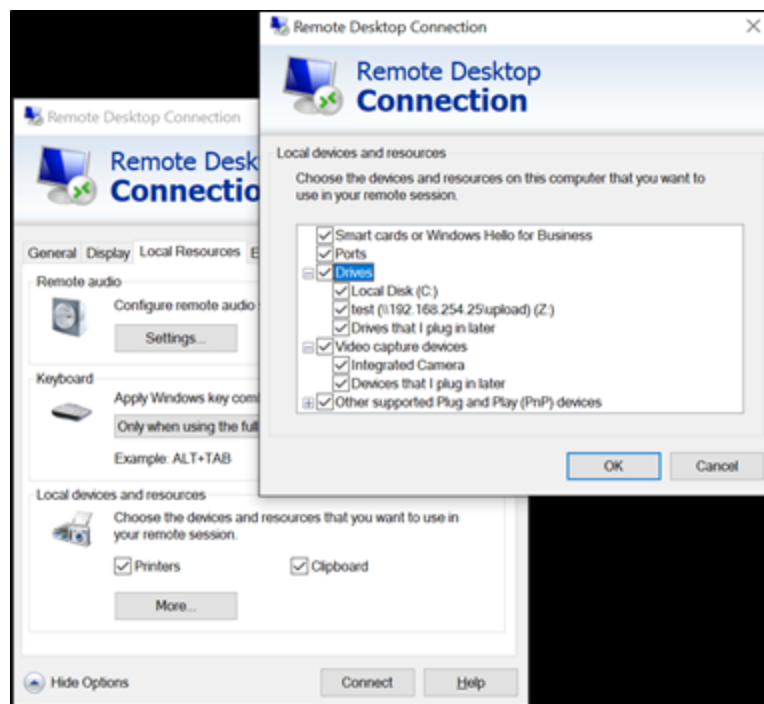 Remote Desktop Connection
Remote Desktop
Connection
Local devices and resources
Choose the devices and resources on this computer that you want to
use in your remote session.
Smart cards or Windows Hello for Business
Ports
Drives
Local Disk (C:)
test (\\192.168.254.25\upload) (Z:)
Drives that I plug in later
Video capture devices
Integrated Camera
Devices that I plug in later
Other supported Plug and Play (PnP) devices
OK Cancel
Remote Desktop Connection
Remote Desk
Connectio
General Display Local Resources E
Remote audio
Configure remote audio
Settings...
Keyboard
Apply Windows key com
Only when using the full
Example: ALT+TAB
Local devices and resources
Choose the devices and resources that you want to use in
your remote session.
Printers Clipboard
More...
Hide Options Connect Help